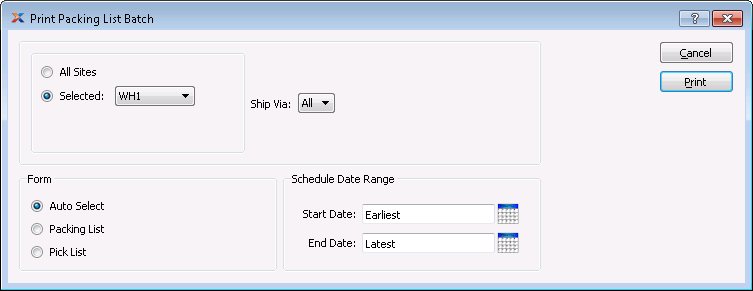 Print Packing List Batch
All Sites
Selected: WH1
Ship Via: All
Cancel
Print
Form
Auto Select
Packing List
Pick List
Schedule Date Range
Start Date: Earliest
End Date: Latest